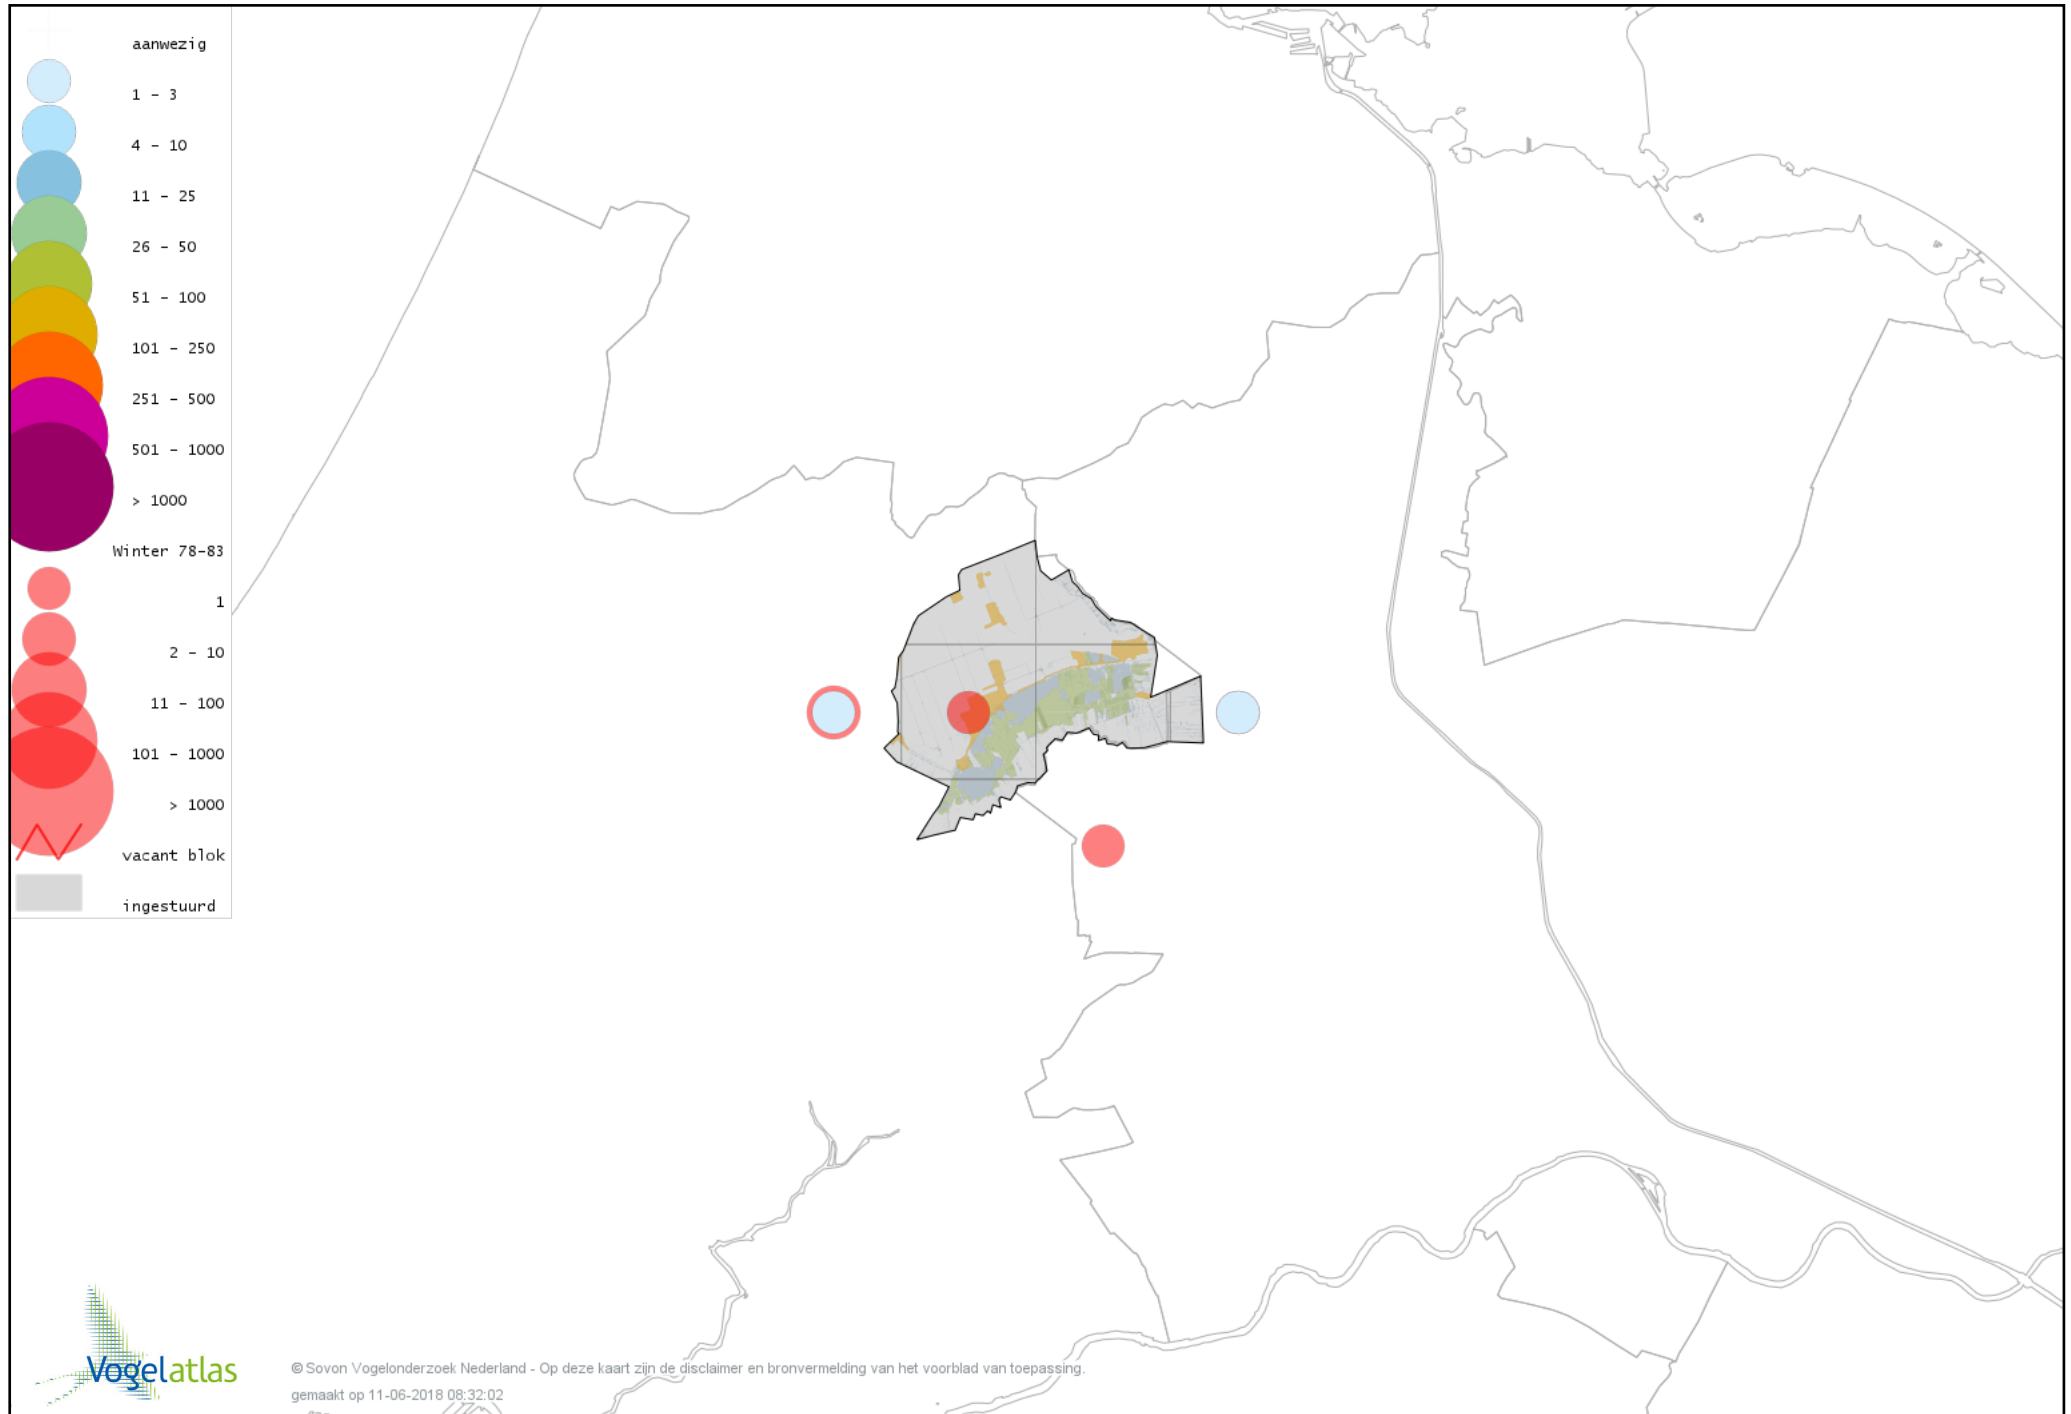 aanwezig
1 - 3
4 - 10
11 - 25
26 - 50
51 - 100
101 - 250
251 - 500
501 - 1000
> 1000
Winter 78-83
1
2 - 10
11 - 100
101 - 1000
> 1000
vacant blok
ingestuurd
Vogelatlas
© Sovon Vogelonderzoek Nederland - Op deze kaart zijn de disclaimer en bronvermelding van het voorblad van toepassing.
gemaakt op 11-06-2018 08:32:02